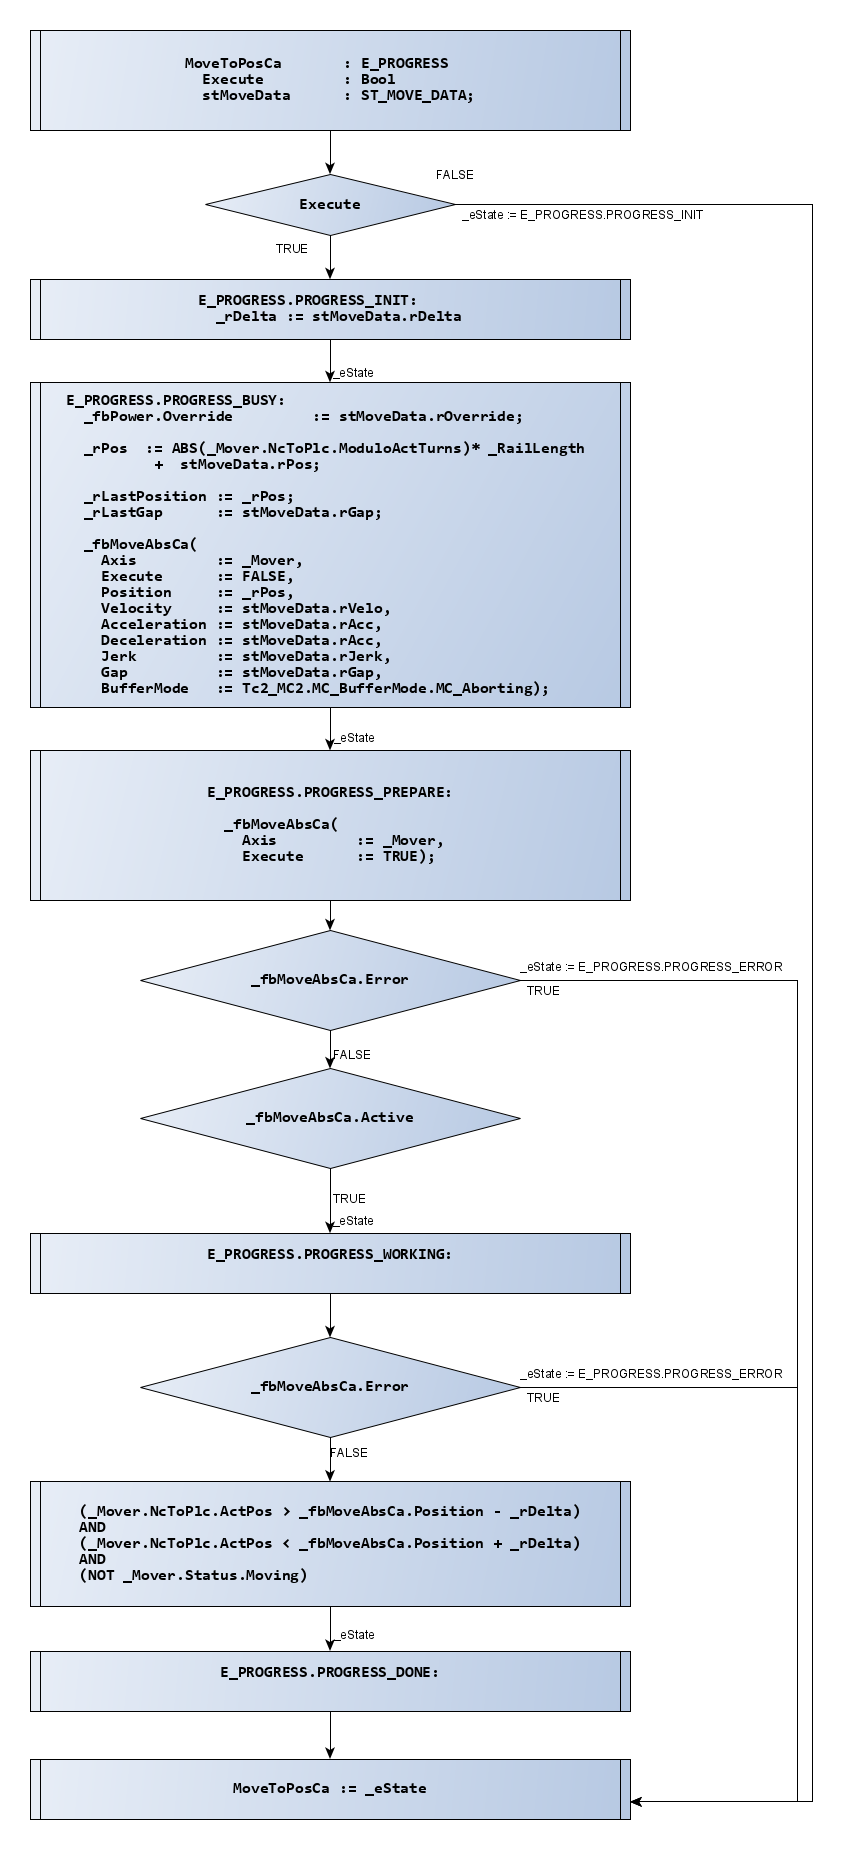 MoveToPosCa : E_PROGRESS
Execute : Bool
stMoveData : ST_MOVE_DATA;
FALSE
Execute
_eState := E_PROGRESS.PROGRESS_INIT
TRUE
E_PROGRESS.PROGRESS_INIT:
_rDelta := stMoveData.rDelta
_eState
E_PROGRESS.PROGRESS_BUSY:
_fbPower.Override := stMoveData.rOverride;
_rPos := ABS(_Mover.NcToPlc.ModuloActTurns)* _RailLength
+ stMoveData.rPos;
_rLastPosition := _rPos;
_rLastGap := stMoveData.rGap;
_fbMoveAbsCa(
Axis := _Mover,
Execute := FALSE,
Position := _rPos,
Velocity := stMoveData.rVelo,
Acceleration := stMoveData.rAcc,
Deceleration := stMoveData.rAcc,
Jerk := stMoveData.rJerk,
Gap := stMoveData.rGap,
BufferMode := Tc2_MC2.MC_BufferMode.MC_Aborting);
_eState
E_PROGRESS.PROGRESS_PREPARE:
_fbMoveAbsCa(
Axis := _Mover,
Execute := TRUE);
_eState := E_PROGRESS.PROGRESS_ERROR
_fbMoveAbsCa.Error
TRUE
FALSE
_fbMoveAbsCa.Active
TRUE
_eState
E_PROGRESS.PROGRESS_WORKING:
_eState := E_PROGRESS.PROGRESS_ERROR
_fbMoveAbsCa.Error
TRUE
FALSE
(_Mover.NcToPlc.ActPos > _fbMoveAbsCa.Position - _rDelta)
AND
(_Mover.NcToPlc.ActPos < _fbMoveAbsCa.Position + _rDelta)
AND
(NOT _Mover.Status.Moving)
_eState
E_PROGRESS.PROGRESS_DONE:
MoveToPosCa := _eState